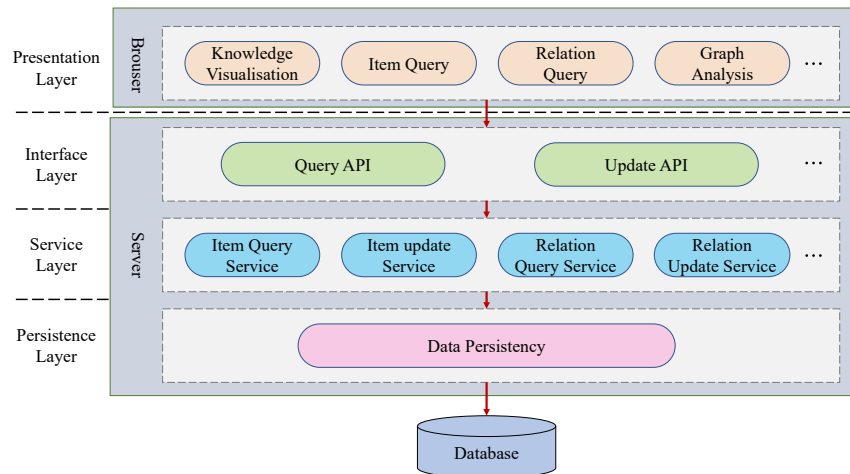 Presentation
Layer
Brouser
Knowledge
Visualisation
Item Query
Relation
Query
Graph
Analysis
...
Interface
Layer
Server
Query API
Update API
...
Service
Layer
Item Query
Service
Item update
Service
Relation
Query Service
Relation
Update Service
...
Persistence
Layer
Data Persistency
Database